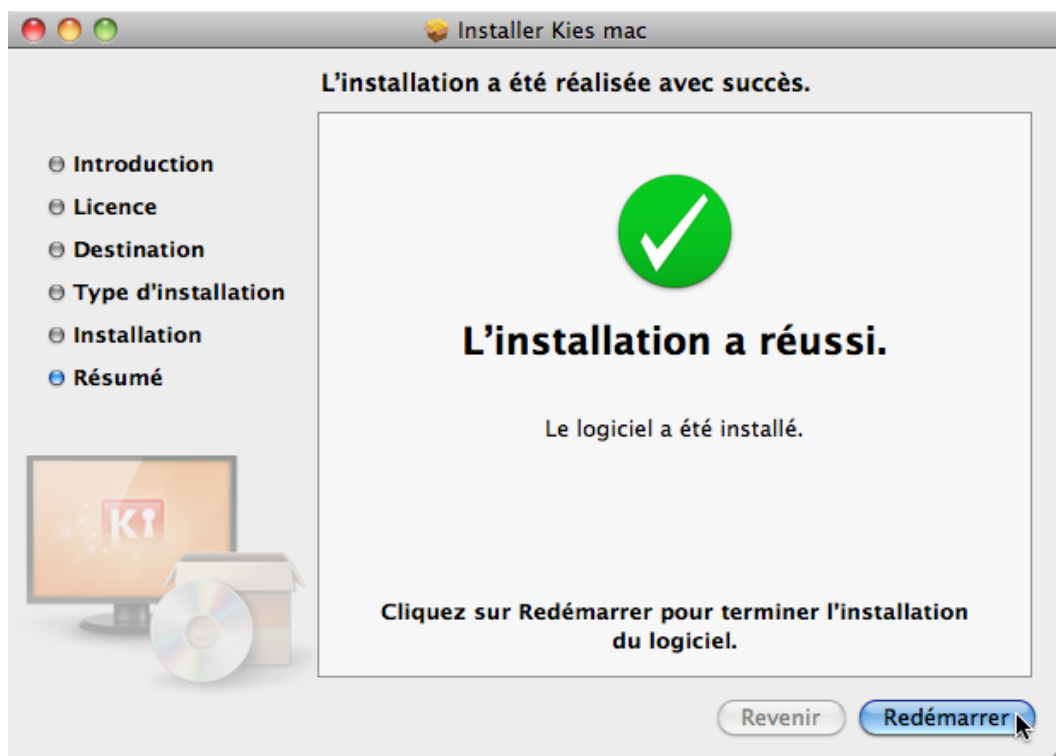 Installer Kies mac
L'installation a été réalisée avec succès.
Introduction
Licence
Destination
Type d'installation
Installation
Résumé
Ki
L'installation a réussi.
Le logiciel a été installé.
Cliquez sur Redémarrer pour terminer l'installation
du logiciel.
Revenir
Redémarrer